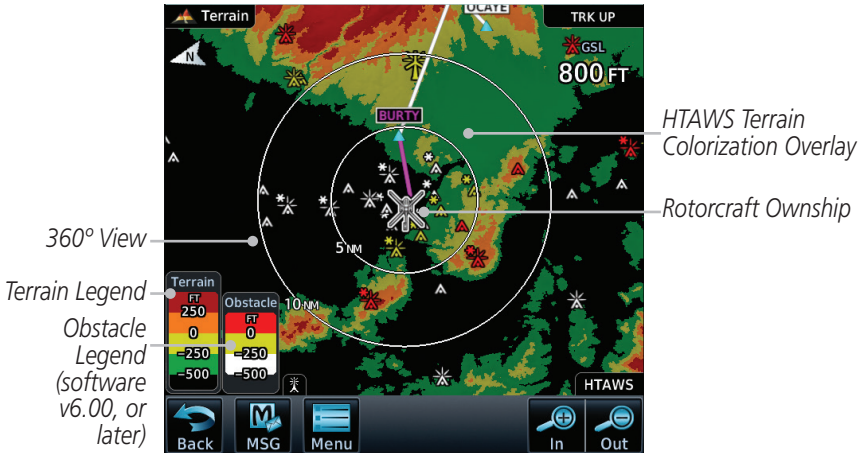 Terrain
OCAYE
TRK UP
N
GSL
800 FT
BURTY
HTAWS Terrain
Colorization Overlay
Rotorcraft Ownship
360º View
5 NM
Terrain Legend
Terrain
FT
250
0
-250
-500
Obstacle
FT
0
-250
-500
10 NM
Obstacle
Legend
(software
v6.00, or
later)
HTAWS
Back
MSG
Menu
In
Out